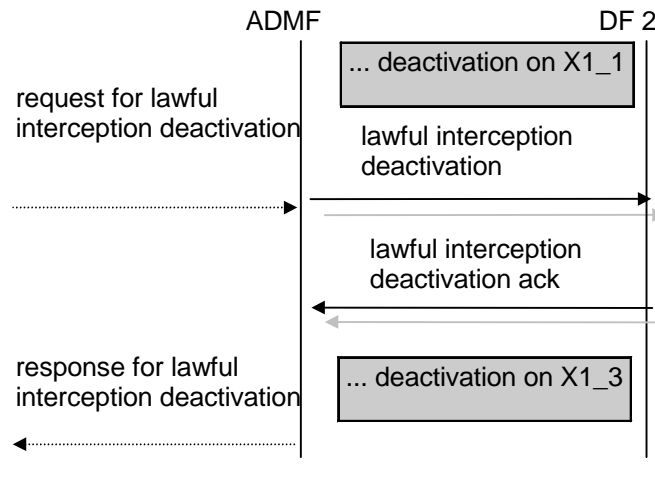 ADMF
DF 2
... deactivation on X1_1
request for lawful
interception deactivation
lawful interception
deactivation
lawful interception
deactivation ack
response for lawful
interception deactivation
... deactivation on X1_3